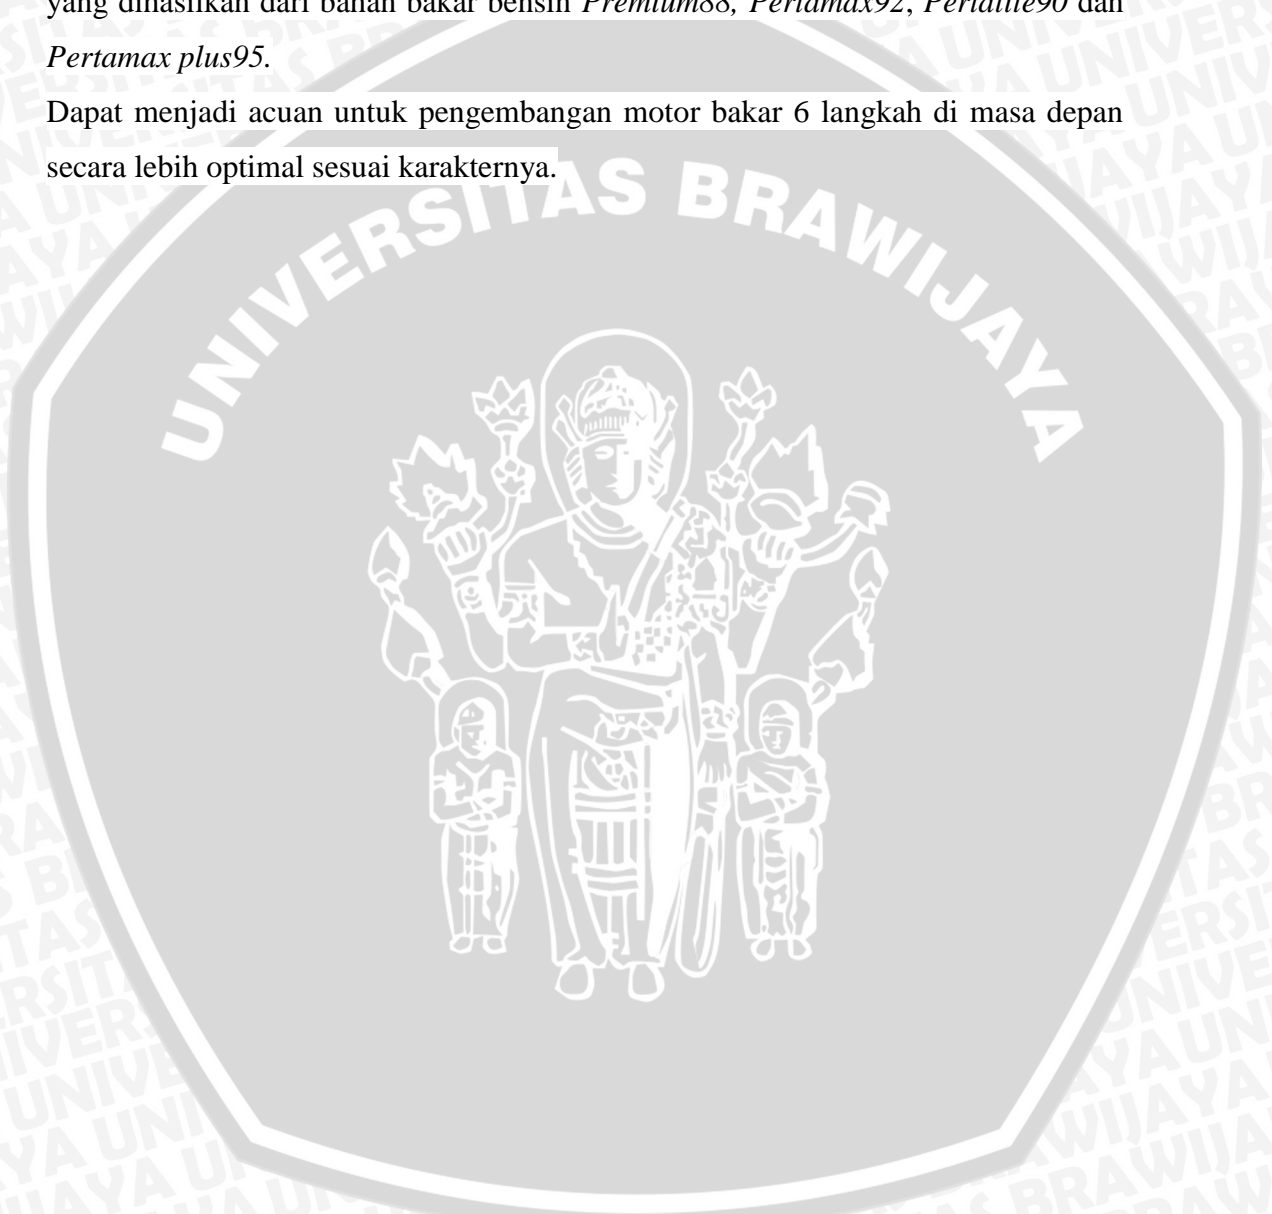 yang dihasilkan dari bahan bakar bensin Premium88, Pertamax92, Pertalite90 dan
Pertamax plus95.
Dapat menjadi acuan untuk pengembangan motor bakar 6 langkah di masa depan
secara lebih optimal sesuai karakternya.
UNIVERSITAS BRAWIJAYA